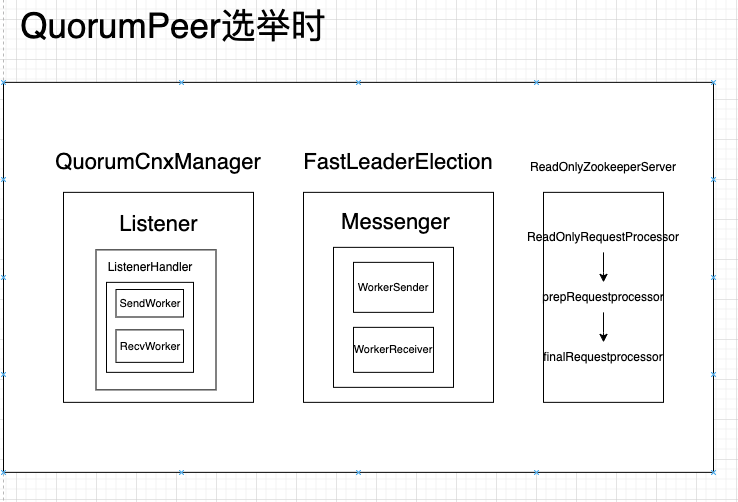 QuorumPeer选举时
QuorumCnxManager
Listener
ListenerHandler
SendWorker
RecvWorker
FastLeaderElection
Messenger
WorkerSender
WorkerReceiver
ReadOnlyZookeeperServer
ReadOnlyRequestProcessor
prepRequestprocessor
finalRequestprocessor